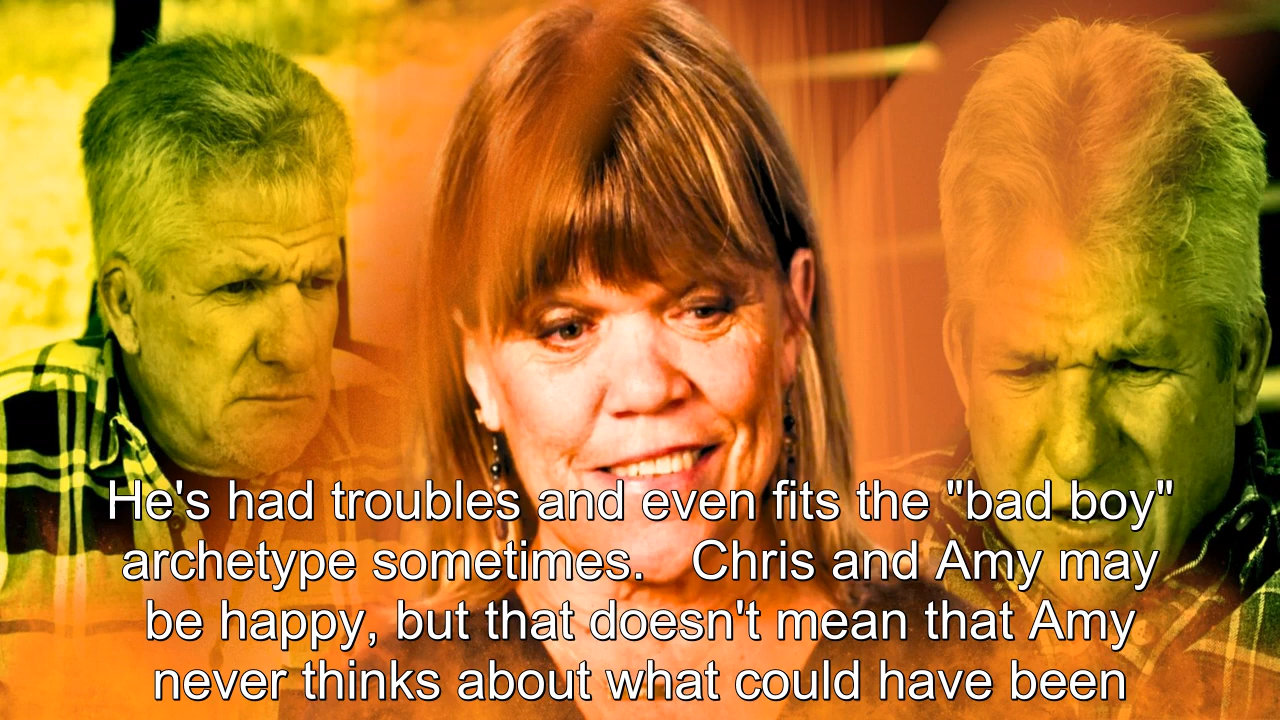 He's had troubles and even fits the "bad boy"
archetype sometimes.   Chris and Amy may
be happy, but that doesn't mean that Amy
never thinks about what could have been